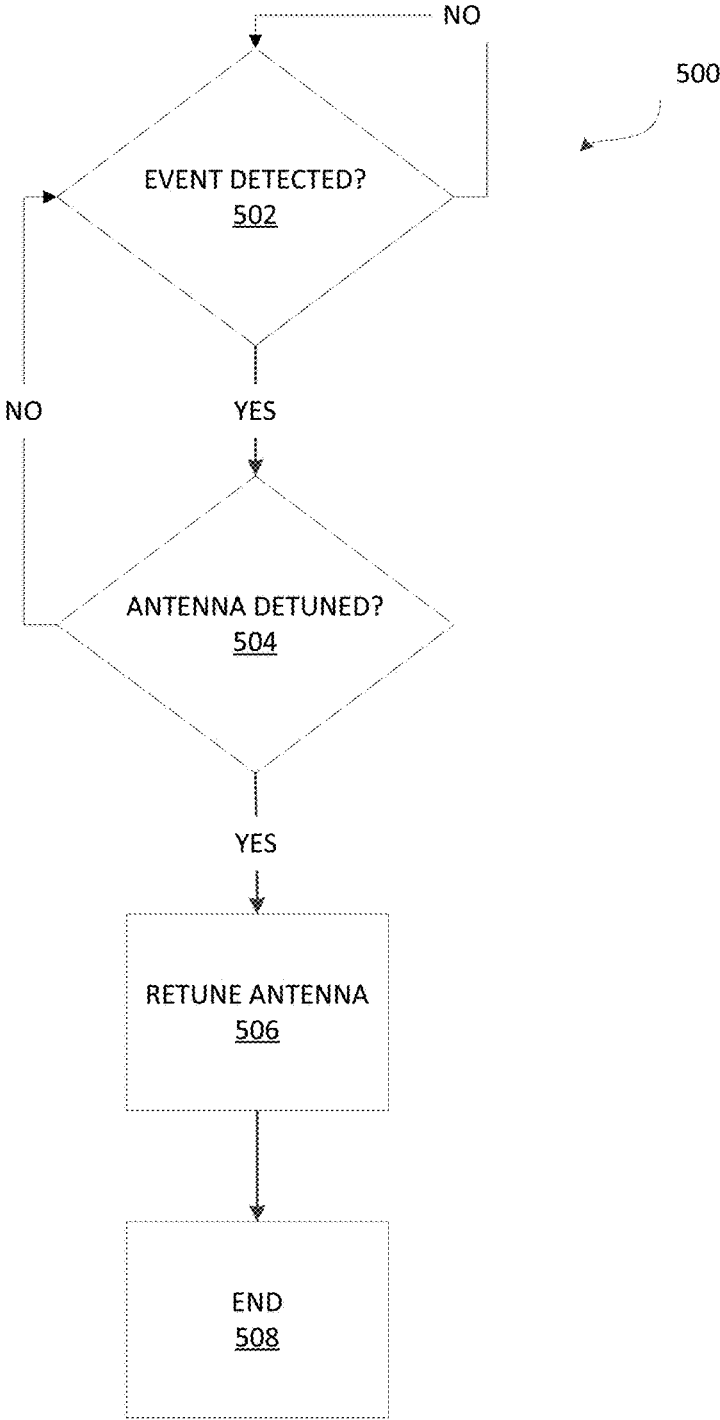 NO
500
EVENT DETECTED?
502
NO
YES
ANTENNA DETUNED?
504
YES
RETUNE ANTENNA
506
END
508